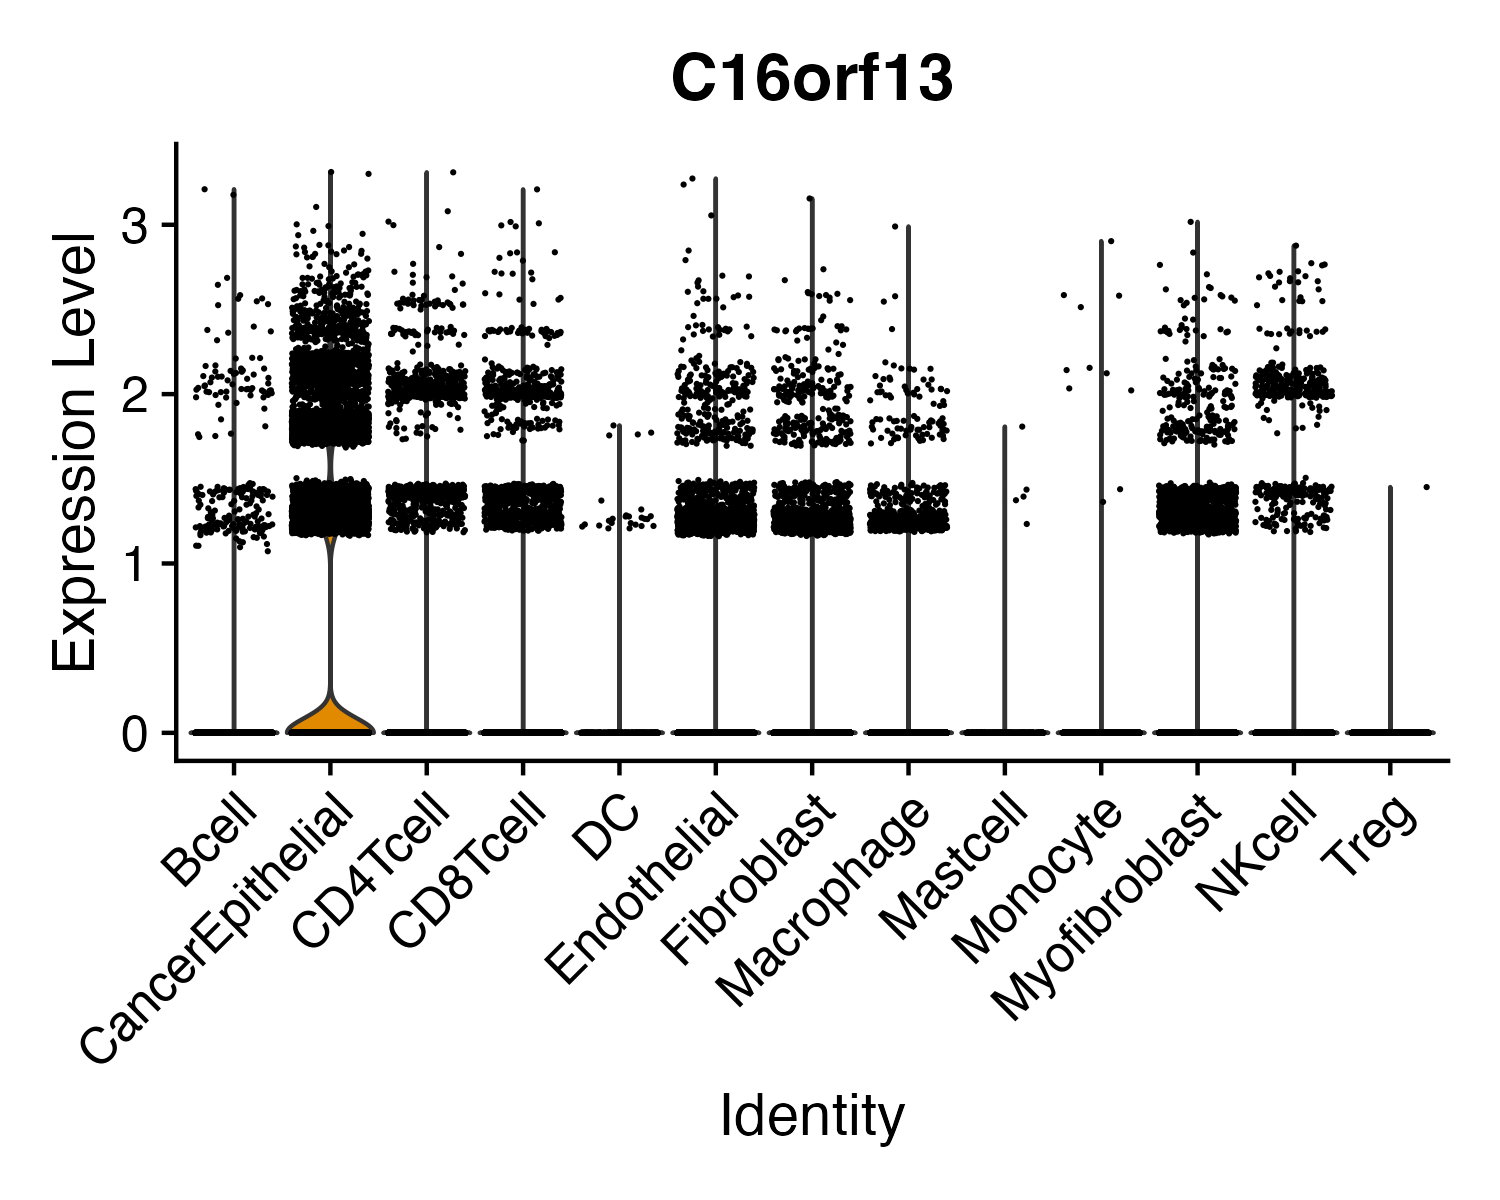 C16orf13
Expression Level
3
2
1
0
Bcell
CancerEpithelial
CD4Tcell
CD8Tcell
DC
Endothelial
Fibroblast
Macrophage
Mastcell
Monocyte
Myofibroblast
NKcell
Treg
Identity